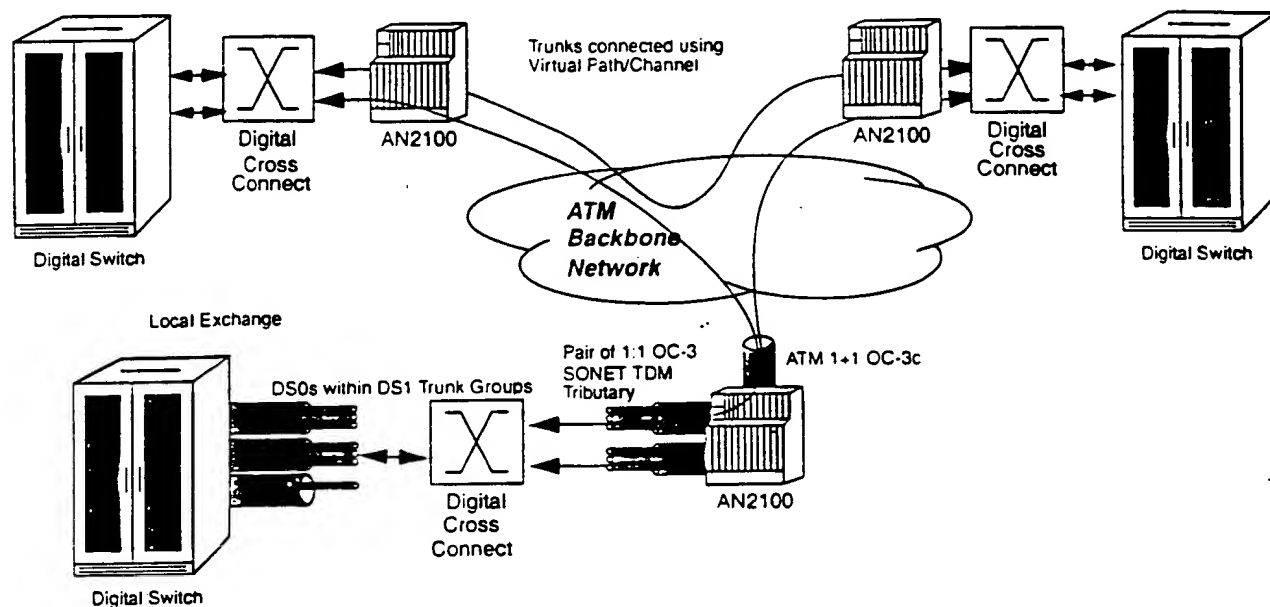 Trunks connected using
Virtual Path/Channel
Digital
Cross
Connect
AN2100
AN2100
Digital
Cross
Connect
Digital Switch
ATM
Backbone
Network
Digital Switch
Local Exchange
DS0s within DS1 Trunk Groups
Pair of 1:1 OC-3
SONET TDM
Tributary
ATM 1+1 OC-3c
Digital
Cross
Connect
AN2100
Digital Switch